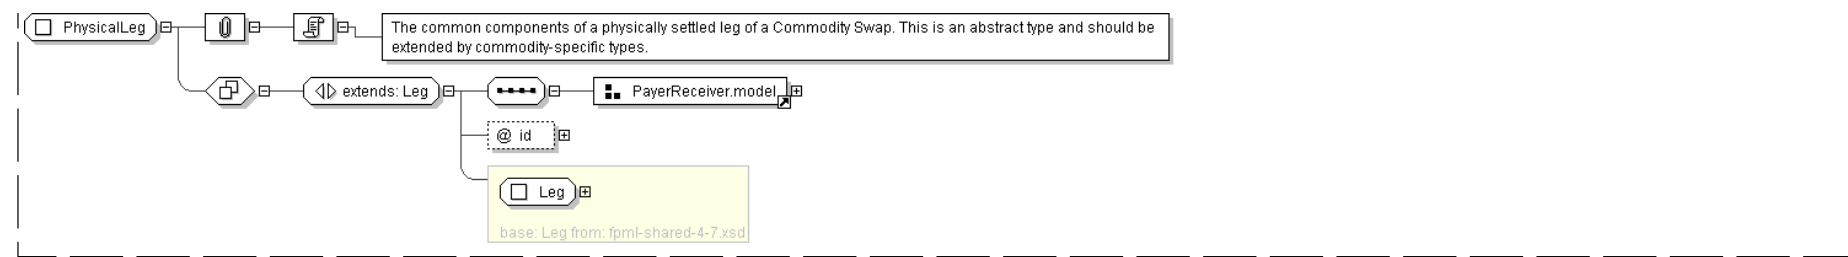 PhysicalLeg
The common components of a physically settled leg of a Commodity Swap. This is an abstract type and should be
extended by commodity-specific types.
extends: Leg
PayerReceiver.model
@ id
Leg
base: Leg from: fpml-shared-4-7.xsd